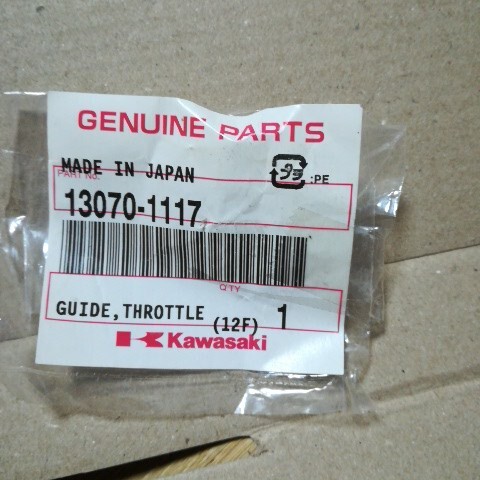 GENUINE PARTS
MADE IN JAPAN
PART No.
プラ :PE
13070-1117
Q'TY
GUIDE,THROTTLE (12F) 1
Kawasaki